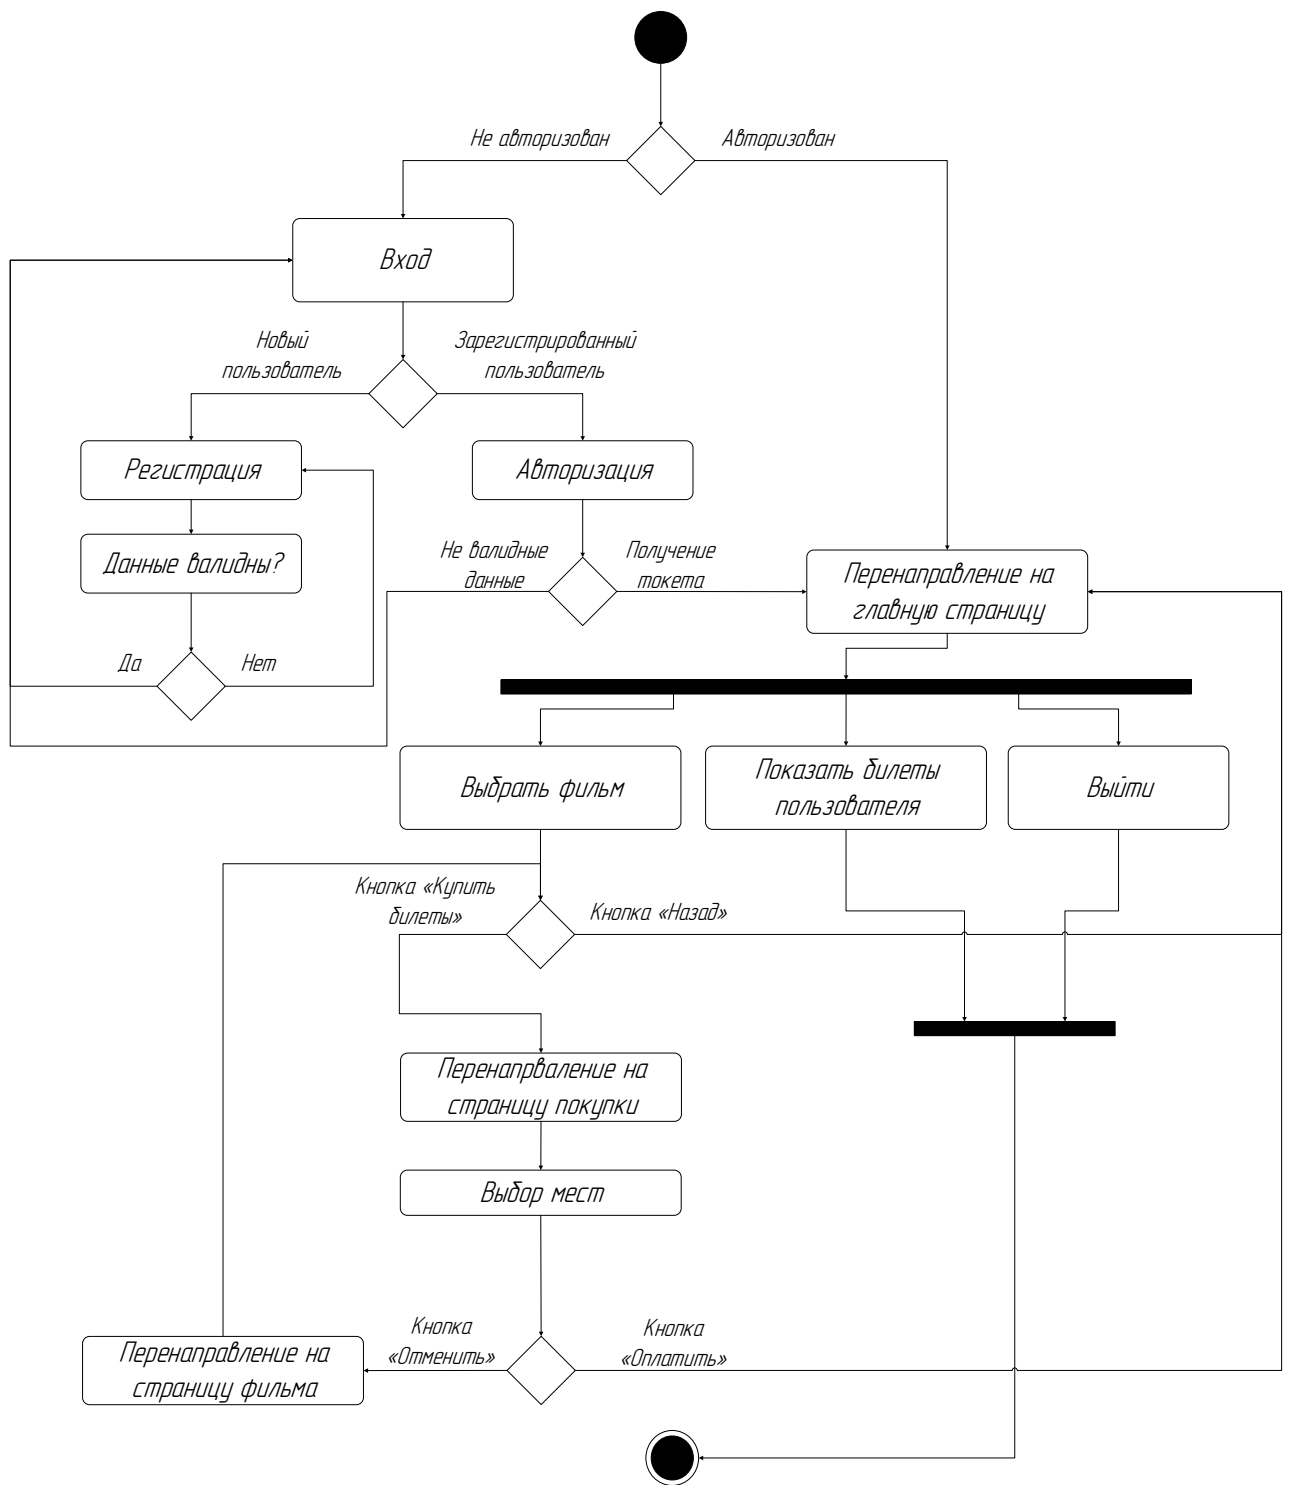 Не авторизован
Авторизован
Вход
Новый
пользователь
Зарегистрированный
пользователь
Регистрация
Авторизация
Данные валидны?
Не валидные
данные
Получение
токета
Перенаправление на
главную страницу
Да
Нет
Выбрать фильм
Показать билеты
пользователя
Выйти
Кнопка «Купить
билеты»
Кнопка «Назад»
Перенапрваление на
страницу покупки
Выбор мест
Кнопка
«Отменить»
Кнопка
«Оплатить»
Перенаправление на
страницу фильма